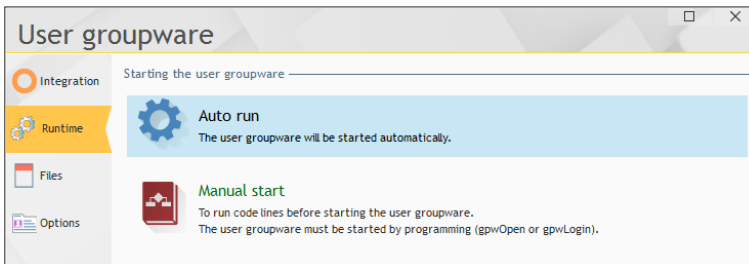 User groupware
Integration
Starting the user groupware
Auto run
The user groupware will be started automatically.
Runtime
Files
Manual start
To run code lines before starting the user groupware.
The user groupware must be started by programming (gpwOpen or gpwLogin).
Options